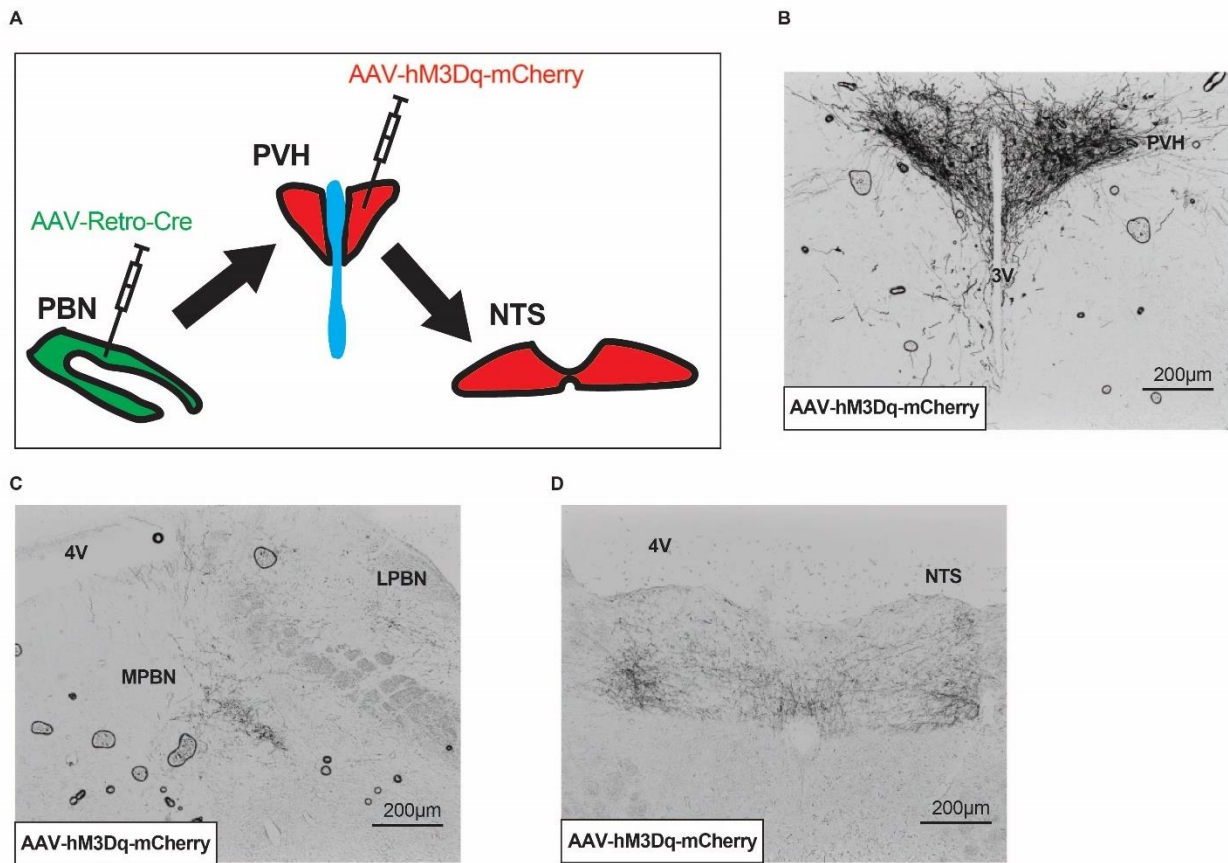 A
AAV-hM3Dq-mCherry
PVH
AAV-Retro-Cre
PBN
NTS
B
PVH
3V
200µm
AAV-hM3Dq-mCherry
C
4V
LPBN
MPBN
200µm
AAV-hM3Dq-mCherry
D
4V
NTS
200µm
AAV-hM3Dq-mCherry